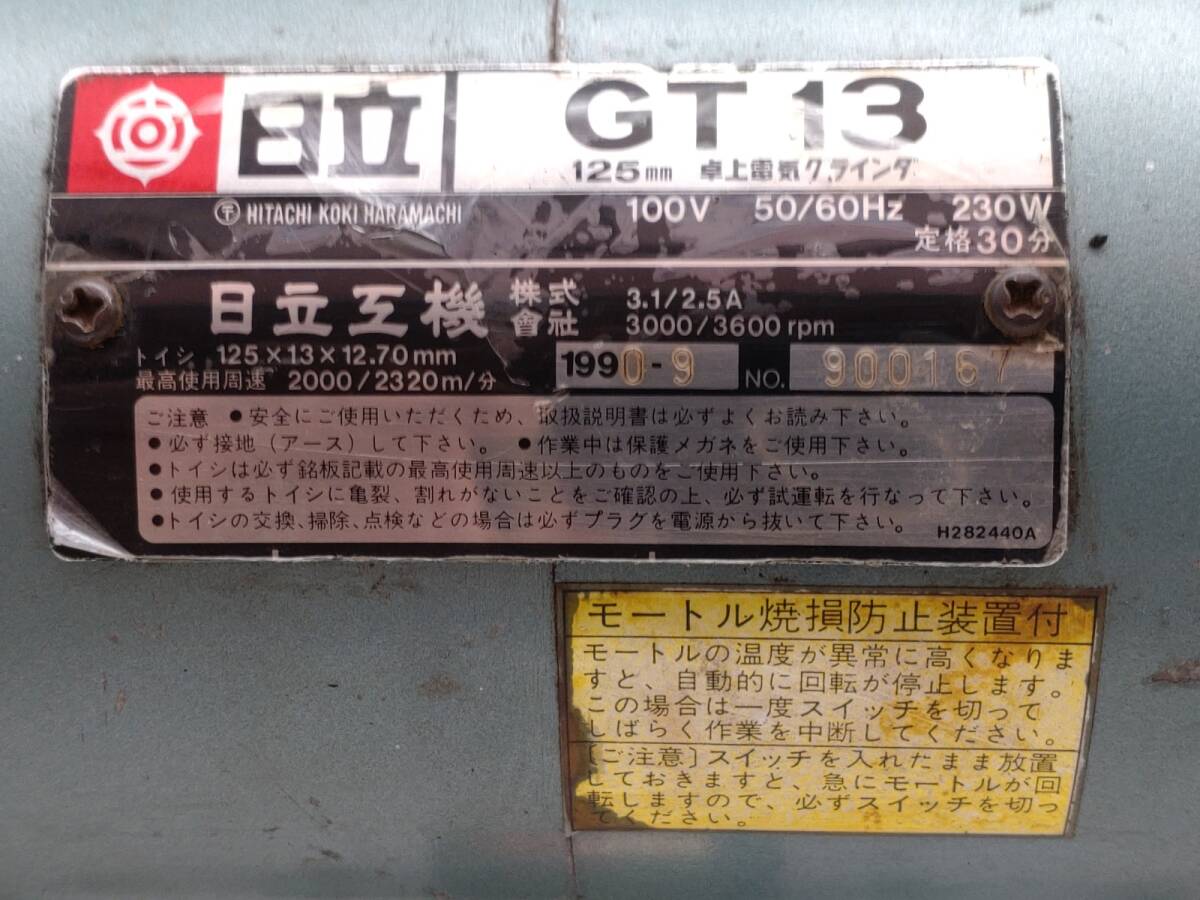 日立 GT 13
125mm 卓上電気グラインダ
〒 HITACHI KOKI HARAMACHI 100V 50/60Hz 230W
定格30分
日立工機 株式會社 3.1/2.5A
3000/3600rpm
トイシ 125×13×12.70mm
最高使用周速 2000/2320m/分 1990-9 NO. 900167
ご注意 ●安全にご使用いただくため、取扱説明書は必ずよくお読み下さい。
●必ず接地(アース)して下さい。 ●作業中は保護メガネをご使用下さい。
●トイシは必ず銘板記載の最高使用周速以上のものをご使用下さい。
●使用するトイシに亀裂、割れがないことをご確認の上、必ず試運転を行なって下さい。
●トイシの交換、掃除、点検などの場合は必ずプラグを電源から抜いて下さい。
H282440A
モートル焼損防止装置付
モートルの温度が異常に高くなりま
すと、自動的に回転が停止します。
この場合は一度スイッチを切って
しばらく作業を中断してください。
[ご注意]スイッチを入れたまま放置
しておきますと、急にモートルが回
転しますので、必ずスイッチを切っ
てください。